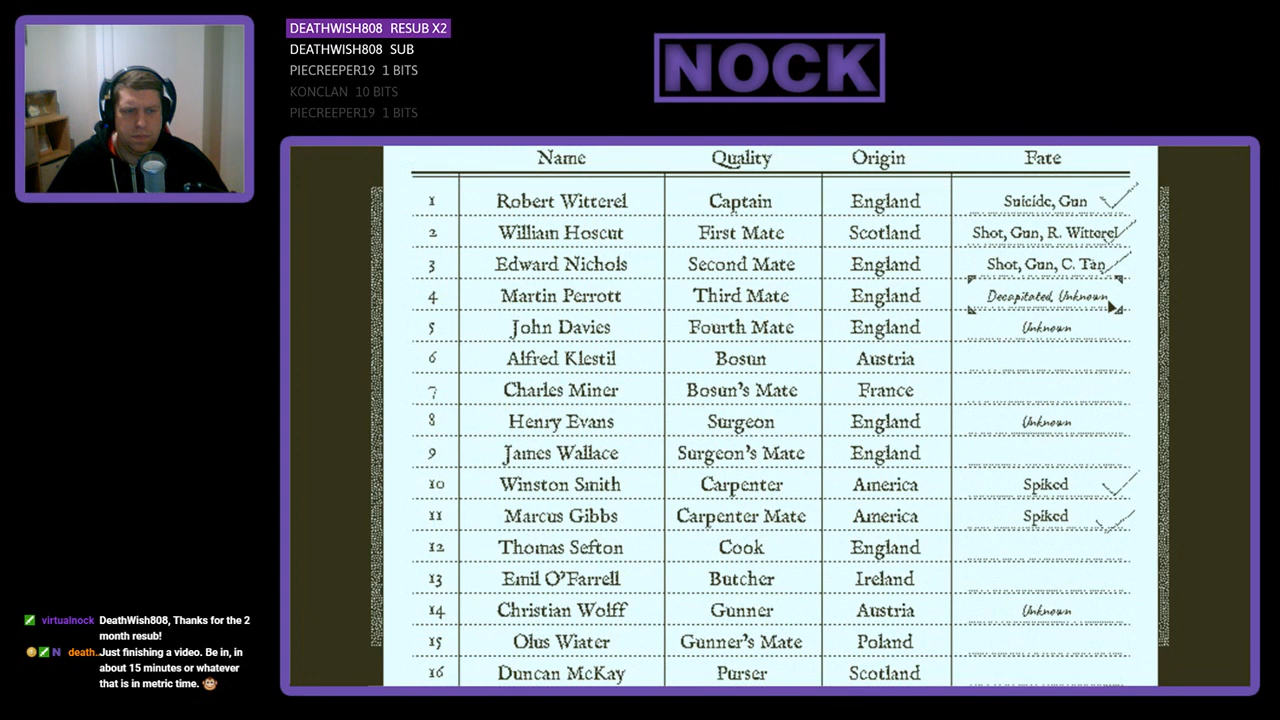 DEATHWISH808 RESUB X2
DEATHWISH808 SUB
PIECREEPER19 1 BITS
KONCLAN 10 BITS
PIECREEPER19 1 BITS
NOCK
Name Quality Origin Fate
1 Robert Witterel Captain England Suicide, Gun
2 William Hoscut First Mate Scotland Shot, Gun, R. Witterel
3 Edward Nichols Second Mate England Shot, Gun, C. Tan
4 Martin Perrott Third Mate England Decapitated, Unknown
5 John Davies Fourth Mate England Unknown
6 Alfred Klestil Bosun Austria
7 Charles Miner Bosun's Mate France
8 Henry Evans Surgeon England Unknown
9 James Wallace Surgeon's Mate England
10 Winston Smith Carpenter America Spiked
11 Marcus Gibbs Carpenter Mate America Spiked
12 Thomas Sefton Cook England
13 Emil O'Farrell Butcher Ireland
14 Christian Wolff Gunner Austria Unknown
15 Olus Wiater Gunner's Mate Poland
16 Duncan McKay Purser Scotland
virtualnock DeathWish808, Thanks for the 2
month resub!
N death... Just finishing a video. Be in, in
about 15 minutes or whatever
that is in metric time.